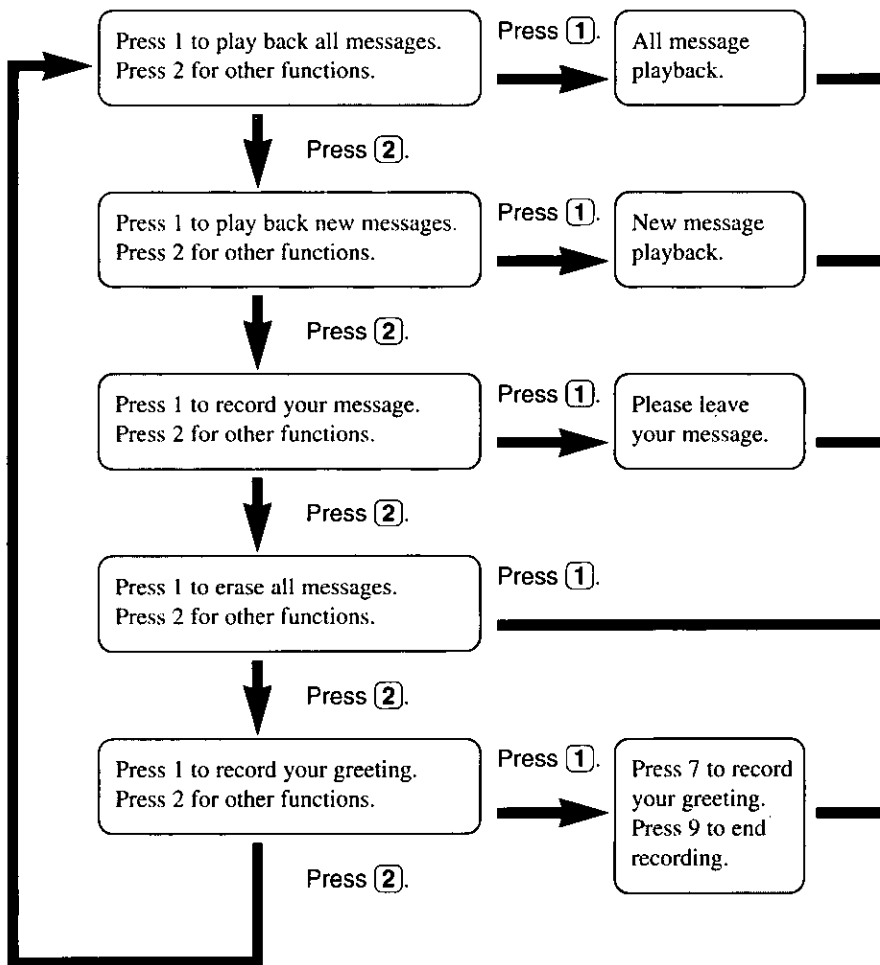 Press 1 to play back all messages.
Press 2 for other functions.
Press 1.
All message
playback.
Press 2.
Press 1 to play back new messages.
Press 2 for other functions.
Press 1.
New message
playback.
Press 2.
Press 1 to record your message.
Press 2 for other functions.
Press 1.
Please leave
your message.
Press 2.
Press 1 to erase all messages.
Press 2 for other functions.
Press 1.
Press 2.
Press 1 to record your greeting.
Press 2 for other functions.
Press 1.
Press 7 to record
your greeting.
Press 9 to end
recording.
Press 2.